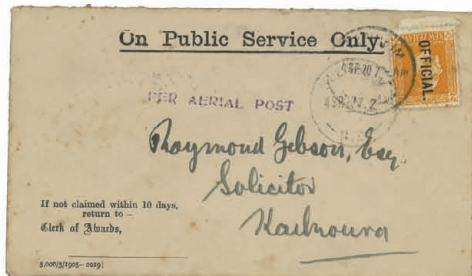 On Public Service Only.
OFFICIAL.
PER AERIAL POST
Raymond Gibson, Esq
Solicitor
Kaikoura
If not claimed within 10 days,
return to –
Clerk of Awards,